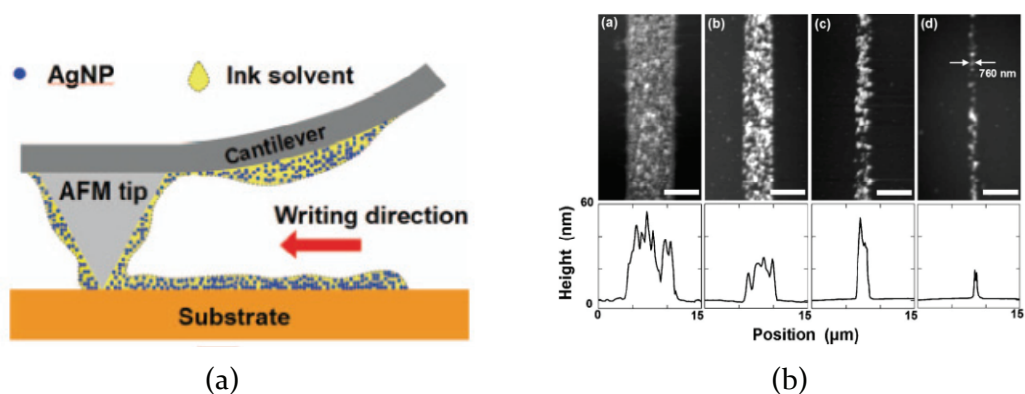 AgNP
Ink solvent
Cantilever
AFM tip
Writing direction
Substrate
(a)
(a)
(b)
(c)
(d)
760 nm
60
Height (nm)
0
0
15
15
15
15
Position (µm)
(b)